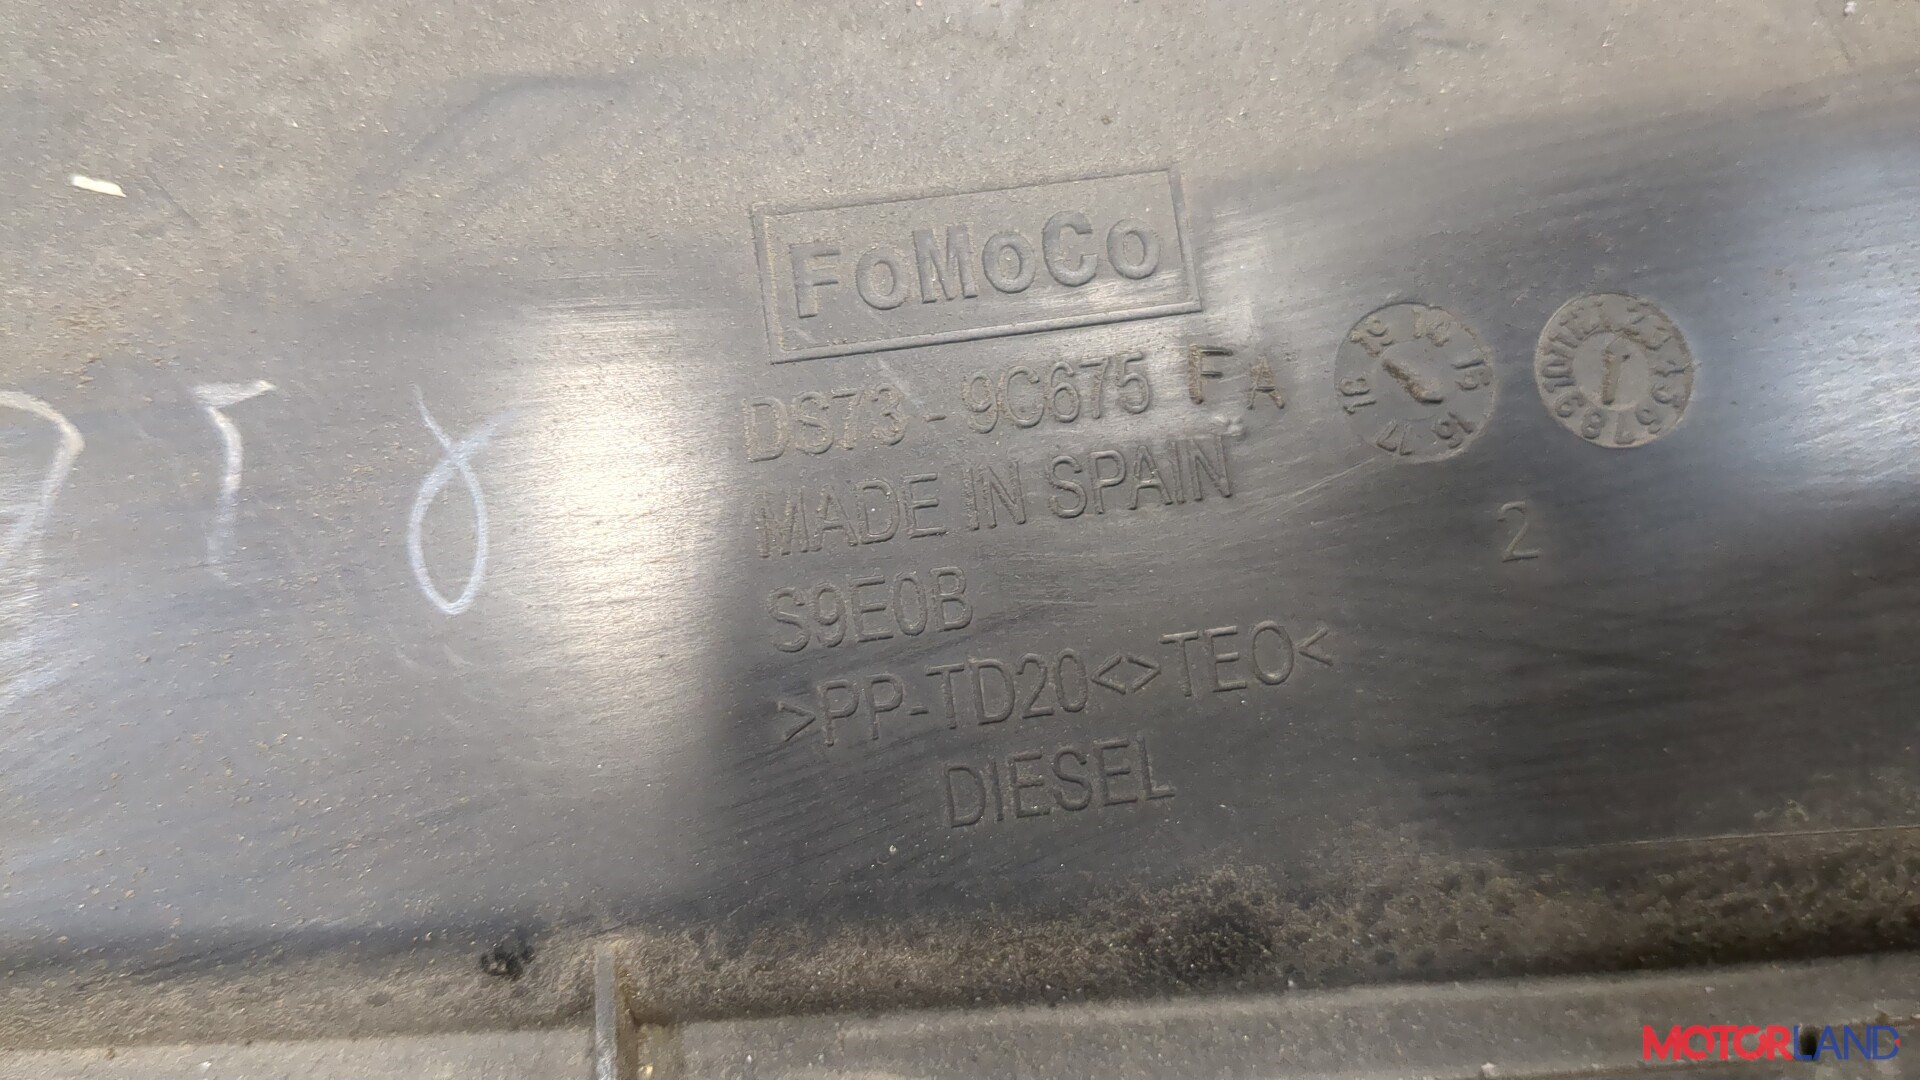 FoMoCo
DS73 - 9C675 FA
MADE IN SPAIN
2
S9E0B
>PP-TD20<>TEO<
DIESEL
MOTORLAND